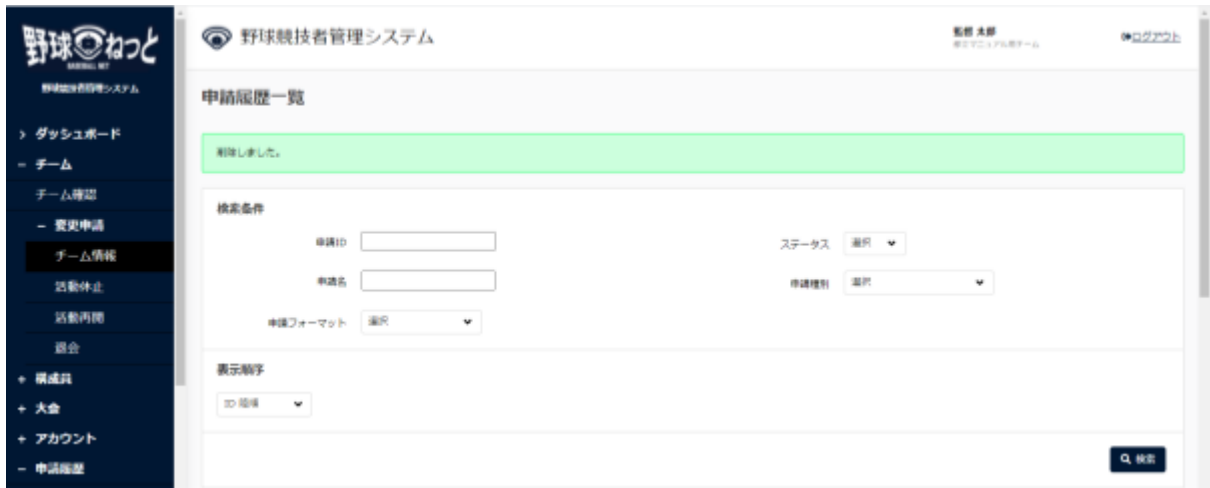 野球ねっと
BASEBALL NET
野球競技者管理システム
› ダッシュボード
− チーム
チーム確認
− 変更申請
チーム情報
活動休止
活動再開
退会
+ 構成員
+ 大会
+ アカウント
− 申請履歴
野球競技者管理システム
監督 太郎
ログアウト
申請履歴一覧
削除しました。
検索条件
申請ID
ステータス 選択
申請名
申請種別 選択
申請フォーマット 選択
表示順序
ID 降順
検索